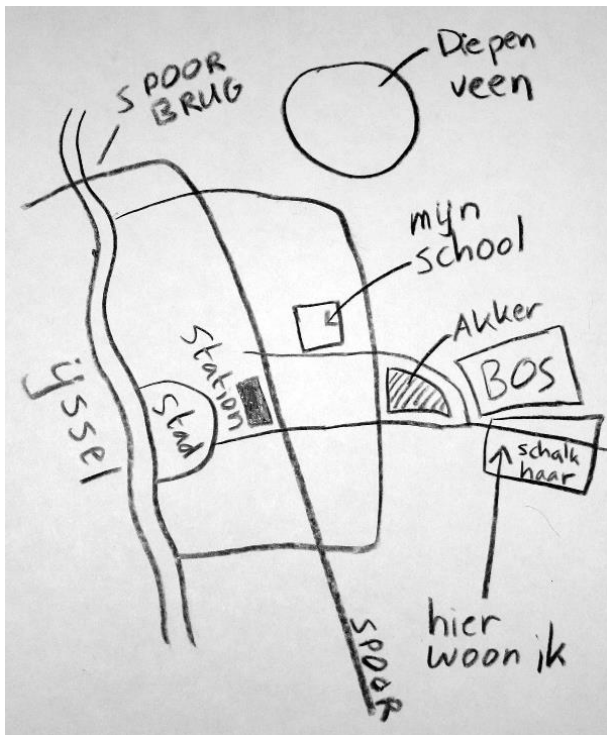 SPOOR
BRUG
Diepen
veen
mijn
school
Akker
BOS
Station
Stad
ijssel
schalk
haar
hier
woon ik
SPOOR